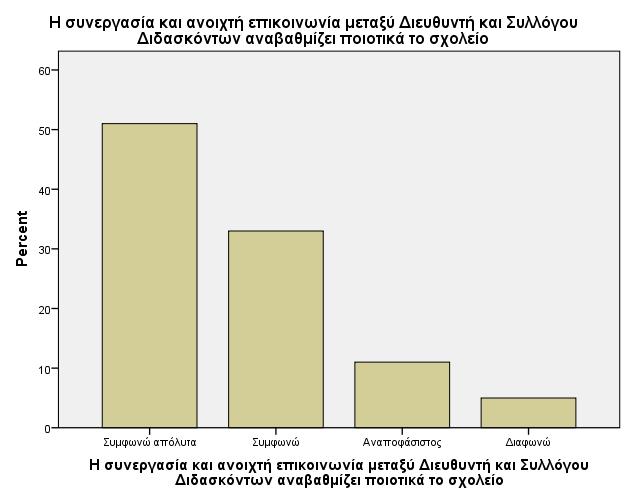 Η συνεργασία και ανοιχτή επικοινωνία μεταξύ Διευθυντή και Συλλόγου
Διδασκόντων αναβαθμίζει ποιοτικά το σχολείο
60
50
40
30
20
10
0
Percent
Συμφωνώ απόλυτα
Συμφωνώ
Αναποφάσιστος
Διαφωνώ
Η συνεργασία και ανοιχτή επικοινωνία μεταξύ Διευθυντή και Συλλόγου
Διδασκόντων αναβαθμίζει ποιοτικά το σχολείο